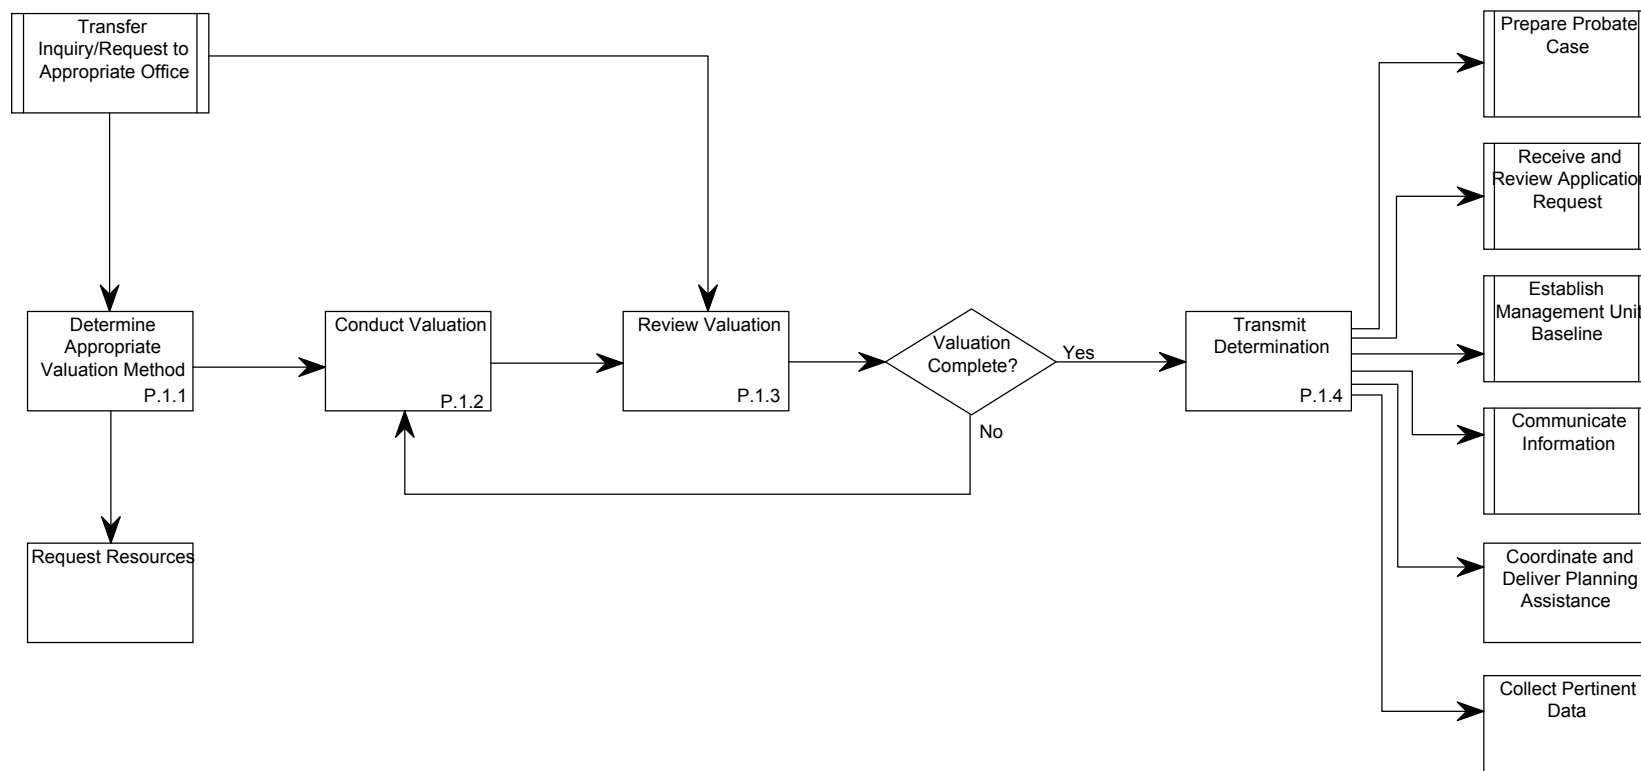 Transfer
Inquiry/Request to
Appropriate Office
Prepare Probate
Case
Receive and
Review Application
Request
Establish
Management Unit
Baseline
Determine
Appropriate
Valuation Method
P.1.1
Conduct Valuation
P.1.2
Review Valuation
P.1.3
Valuation
Complete?
Yes
No
Transmit
Determination
P.1.4
Communicate
Information
Request Resources
Coordinate and
Deliver Planning
Assistance
Collect Pertinent
Data